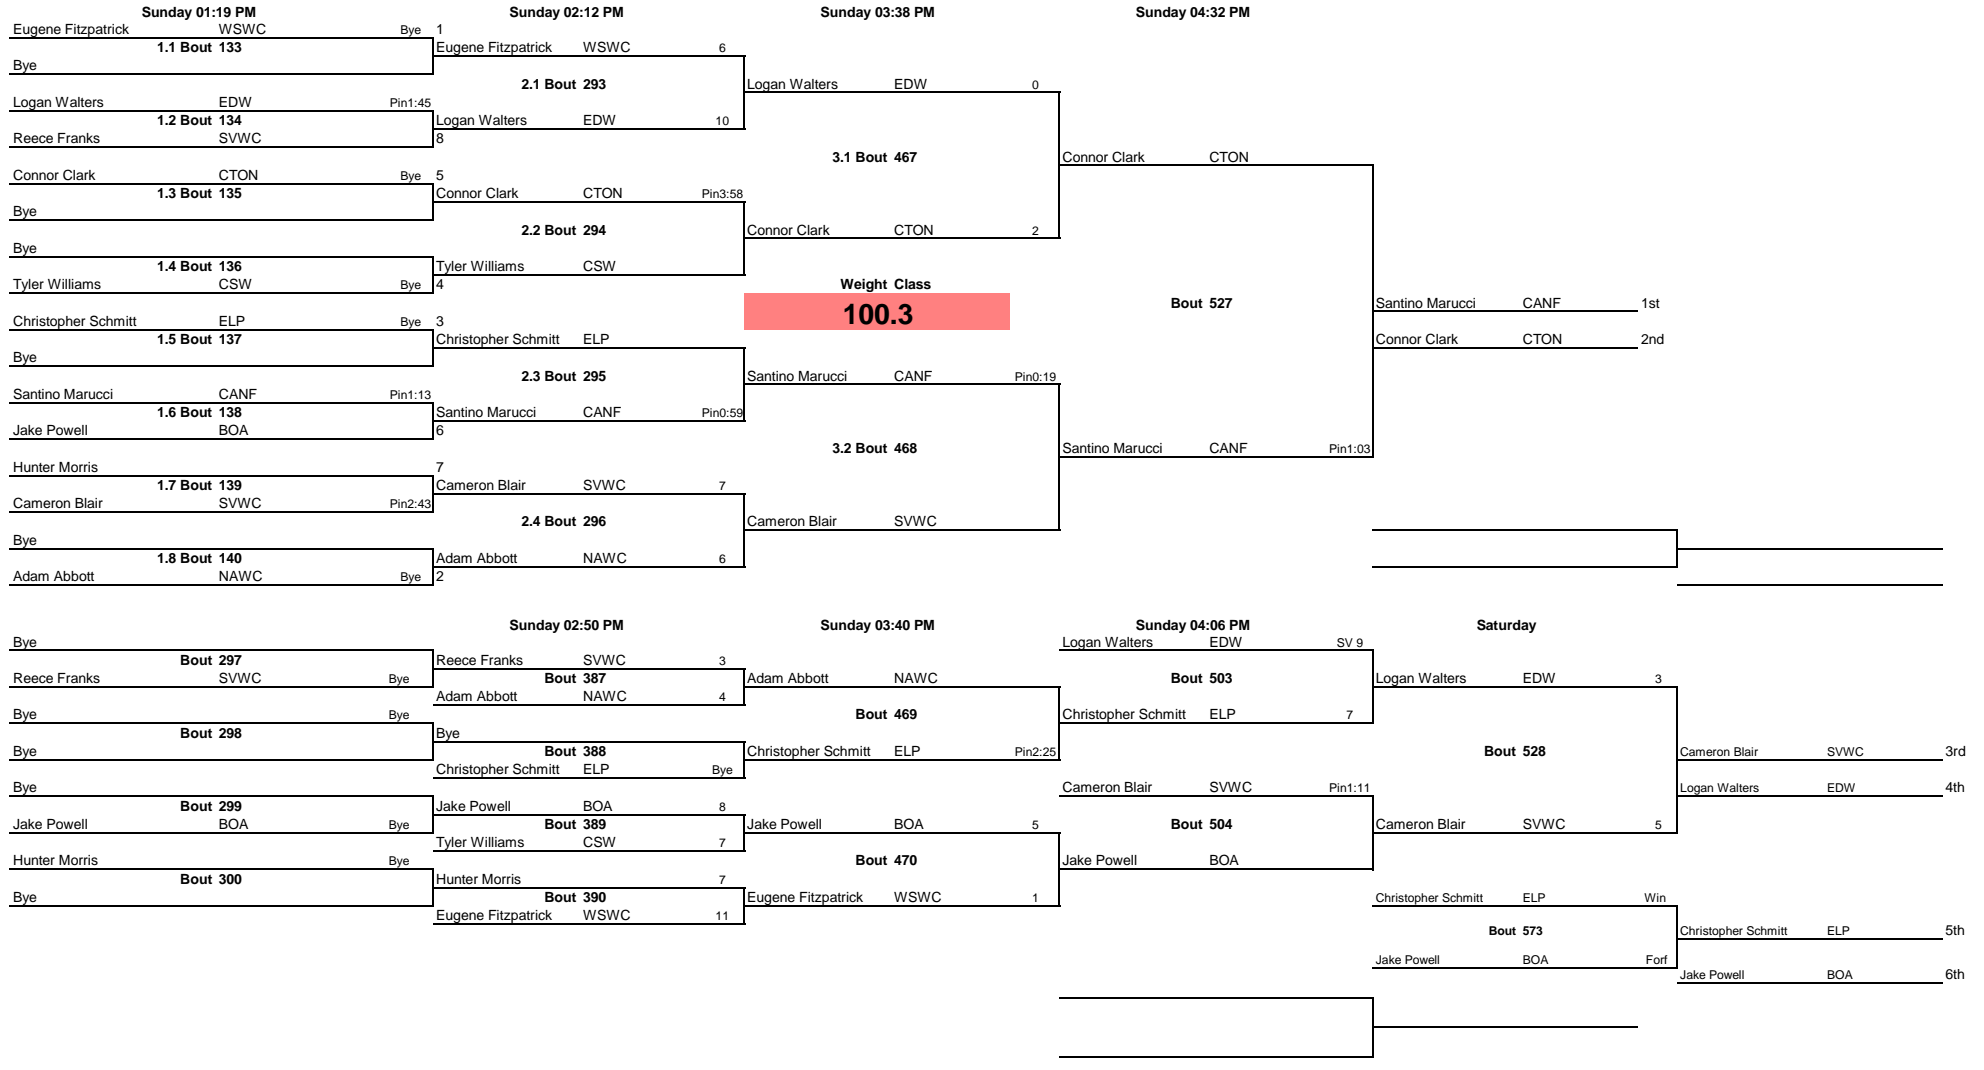 Sunday 01:19 PM Sunday 02:12 PM Sunday 03:38 PM Sunday 04:32 PM
Eugene Fitzpatrick WSWC Bye 1
1.1 Bout 133 Eugene Fitzpatrick WSWC 6
Bye
2.1 Bout 293 Logan Walters EDW 0
Logan Walters EDW Pin1:45
1.2 Bout 134 Logan Walters EDW 10
Reece Franks SVWC 8
3.1 Bout 467 Connor Clark CTON
Connor Clark CTON Bye 5
1.3 Bout 135 Connor Clark CTON Pin3:58
Bye
2.2 Bout 294 Connor Clark CTON 2
Bye
1.4 Bout 136 Tyler Williams CSW
Tyler Williams CSW Bye 4 Weight Class
Bout 527 Santino Marucci CANF 1st
100.3
Christopher Schmitt ELP Bye 3
1.5 Bout 137 Christopher Schmitt ELP Connor Clark CTON 2nd
Bye
2.3 Bout 295 Santino Marucci CANF Pin0:19
Santino Marucci CANF Pin1:13
1.6 Bout 138 Santino Marucci CANF Pin0:59
Jake Powell BOA 6
3.2 Bout 468 Santino Marucci CANF Pin1:03
Hunter Morris 7
1.7 Bout 139 Cameron Blair SVWC 7
Cameron Blair SVWC Pin2:43
2.4 Bout 296 Cameron Blair SVWC
Bye
1.8 Bout 140 Adam Abbott NAWC 6
Adam Abbott NAWC Bye 2
Sunday 02:50 PM Sunday 03:40 PM Sunday 04:06 PM Saturday
Bye Logan Walters EDW SV 9
Bout 297 Reece Franks SVWC 3
Reece Franks SVWC Bye Bout 387 Adam Abbott NAWC Bout 503 Logan Walters EDW 3
Adam Abbott NAWC 4
Bye Bye Bout 469 Christopher Schmitt ELP 7
Bout 298 Bye
Bye Bout 388 Christopher Schmitt ELP Pin2:25 Bout 528 Cameron Blair SVWC 3rd
Christopher Schmitt ELP Bye
Bye Cameron Blair SVWC Pin1:11 Logan Walters EDW 4th
Bout 299 Jake Powell BOA 8
Jake Powell BOA Bye Bout 389 Jake Powell BOA 5 Bout 504 Cameron Blair SVWC 5
Tyler Williams CSW 7
Hunter Morris Bye Bout 470 Jake Powell BOA
Bout 300 Hunter Morris 7
Bye Bout 390 Eugene Fitzpatrick WSWC 1 Christopher Schmitt ELP Win
Eugene Fitzpatrick WSWC 11
Bout 573 Christopher Schmitt ELP 5th
Jake Powell BOA Forf
Jake Powell BOA 6th